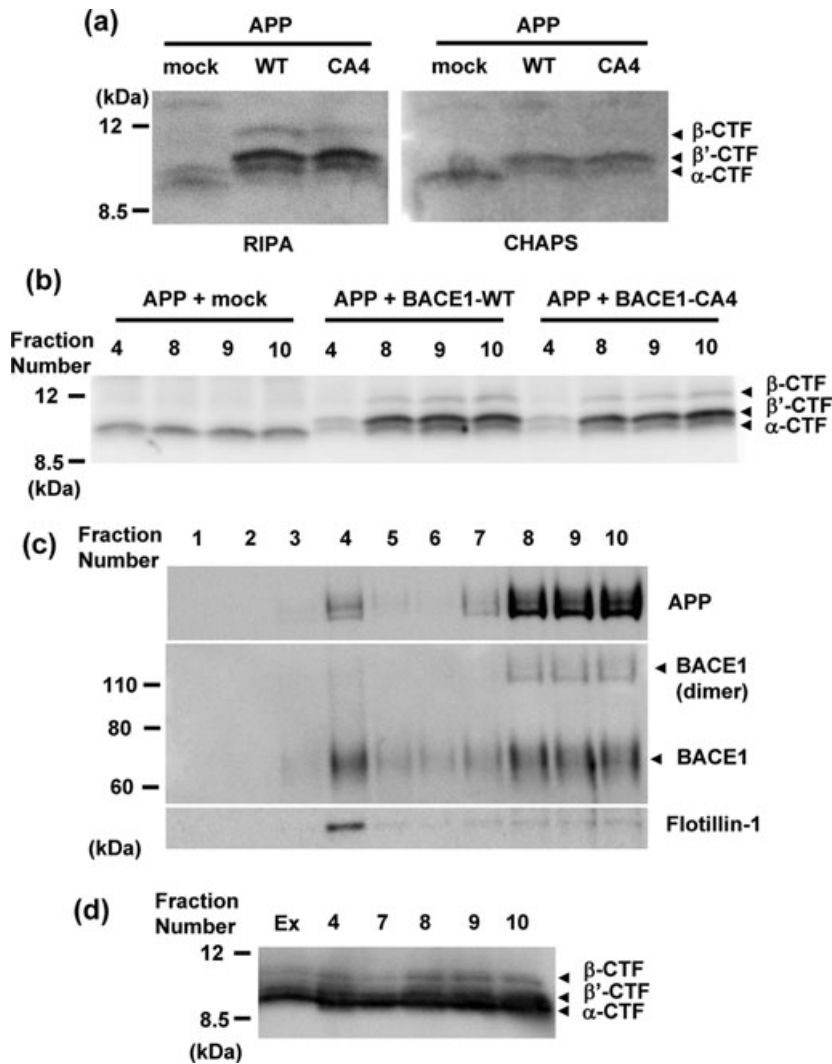 (a)
APP APP
mock WT CA4 mock WT CA4
(kDa)
12
β-CTF
β'-CTF
α-CTF
8.5
RIPA CHAPS
(b)
APP + mock APP + BACE1-WT APP + BACE1-CA4
Fraction
Number
4 8 9 10 4 8 9 10 4 8 9 10
12
β-CTF
β'-CTF
α-CTF
8.5
(kDa)
(c)
Fraction
Number
1 2 3 4 5 6 7 8 9 10
APP
110
BACE1
(dimer)
80
BACE1
60
Flotillin-1
(kDa)
(d)
Fraction
Number
Ex 4 7 8 9 10
12
β-CTF
β'-CTF
α-CTF
8.5
(kDa)